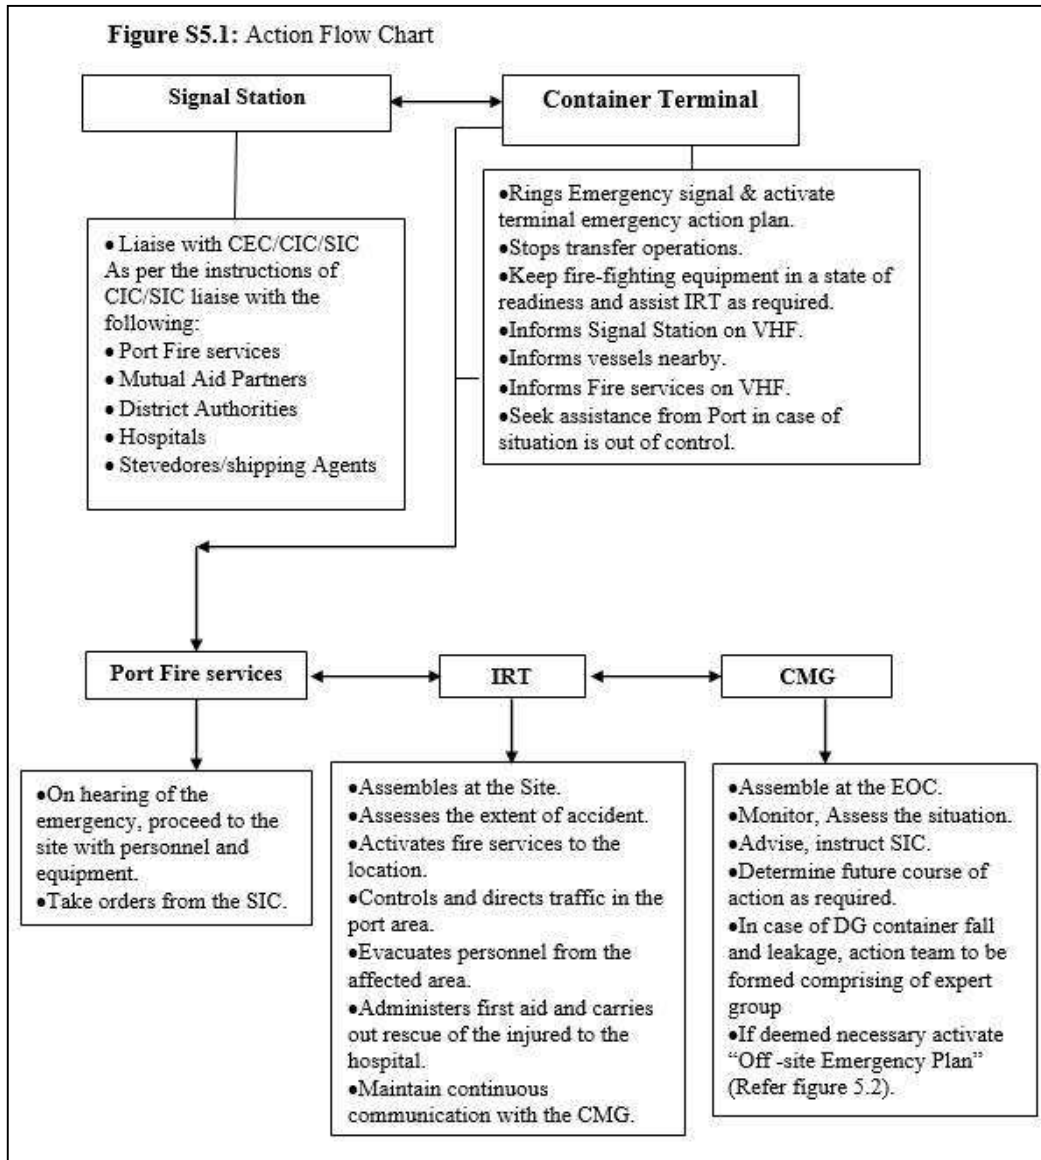 Figure S5.1: Action Flow Chart
Signal Station
Container Terminal
• Liaise with CEC/CIC/SIC
As per the instructions of
CIC/SIC liaise with the
following:
• Port Fire services
• Mutual Aid Partners
• District Authorities
• Hospitals
• Stevedores/shipping Agents
•Rings Emergency signal & activate
terminal emergency action plan.
•Stops transfer operations.
•Keep fire-fighting equipment in a state of
readiness and assist IRT as required.
•Informs Signal Station on VHF.
•Informs vessels nearby.
•Informs Fire services on VHF.
•Seek assistance from Port in case of
situation is out of control.
Port Fire services
IRT
CMG
•On hearing of the
emergency, proceed to the
site with personnel and
equipment.
•Take orders from the SIC.
•Assembles at the Site.
•Assesses the extent of accident.
•Activates fire services to the
location.
•Controls and directs traffic in the
port area.
•Evacuates personnel from the
affected area.
•Administers first aid and carries
out rescue of the injured to the
hospital.
•Maintain continuous
communication with the CMG.
•Assemble at the EOC.
•Monitor, Assess the situation.
•Advise, instruct SIC.
•Determine future course of
action as required.
•In case of DG container fall
and leakage, action team to be
formed comprising of expert
group
•If deemed necessary activate
“Off -site Emergency Plan”
(Refer figure 5.2).